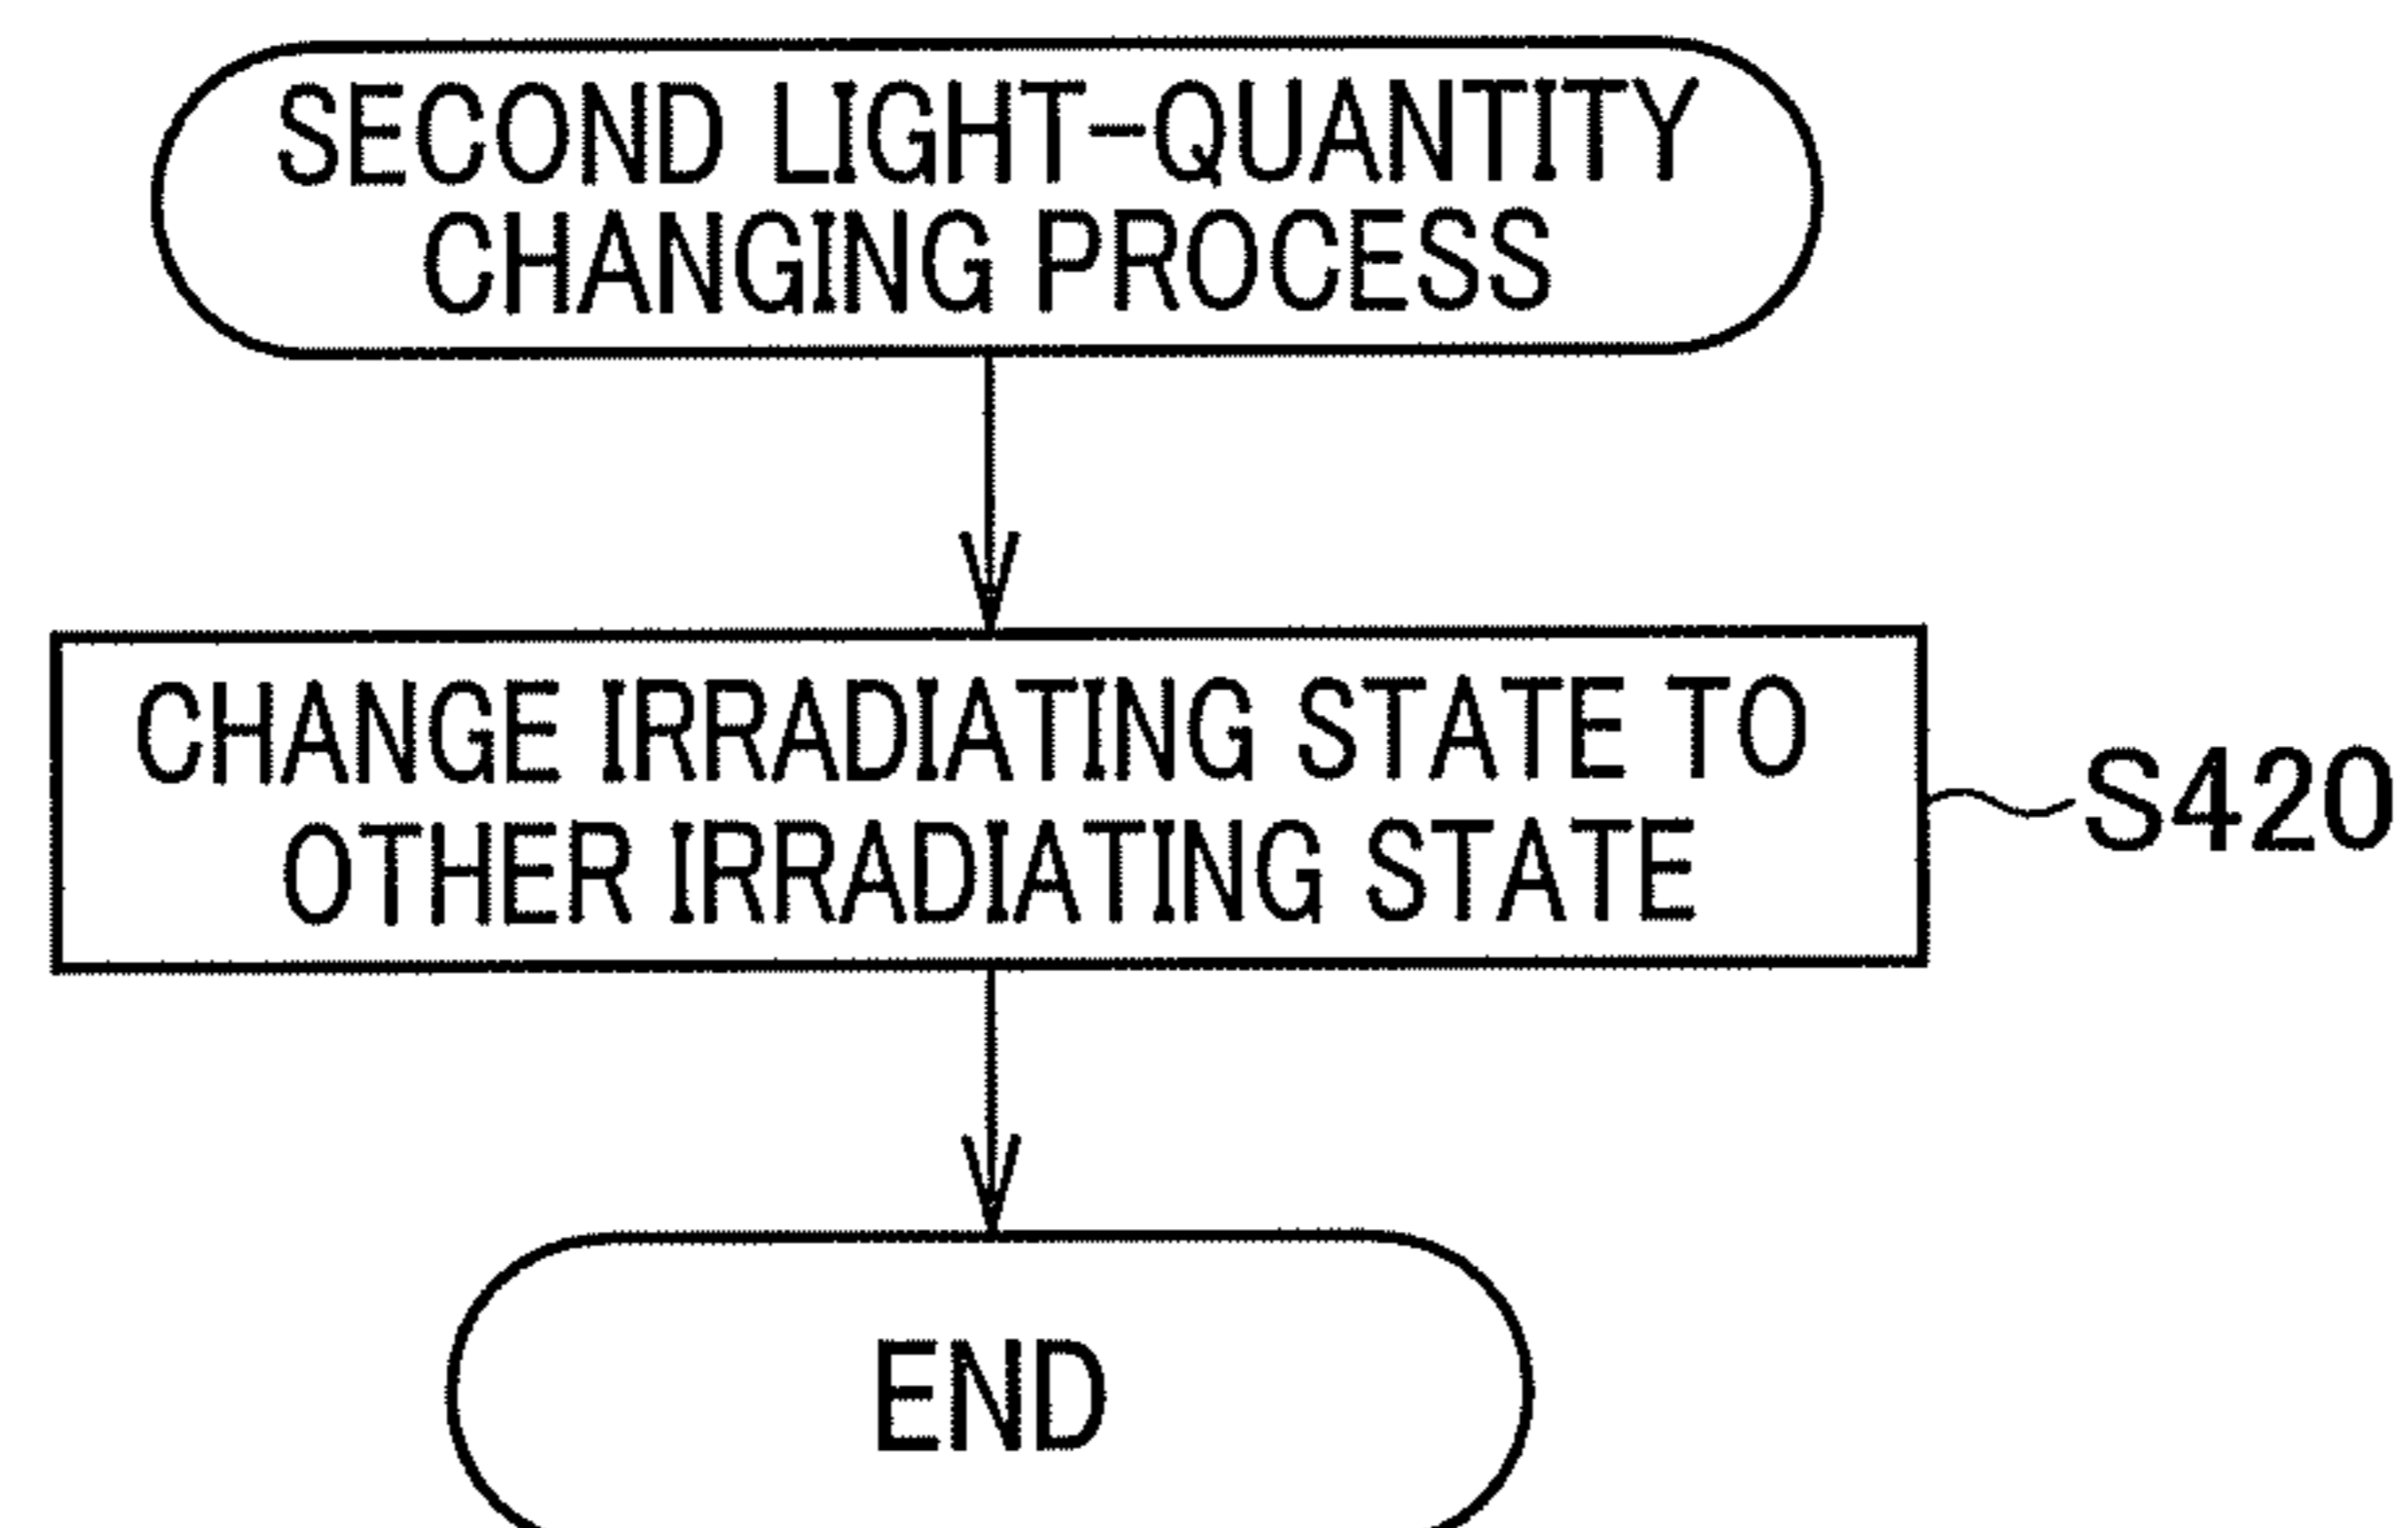 SECOND LIGHT-QUANTITY
CHANGING PROCESS
CHANGE IRRADIATING STATE TO
OTHER IRRADIATING STATE
S420
END